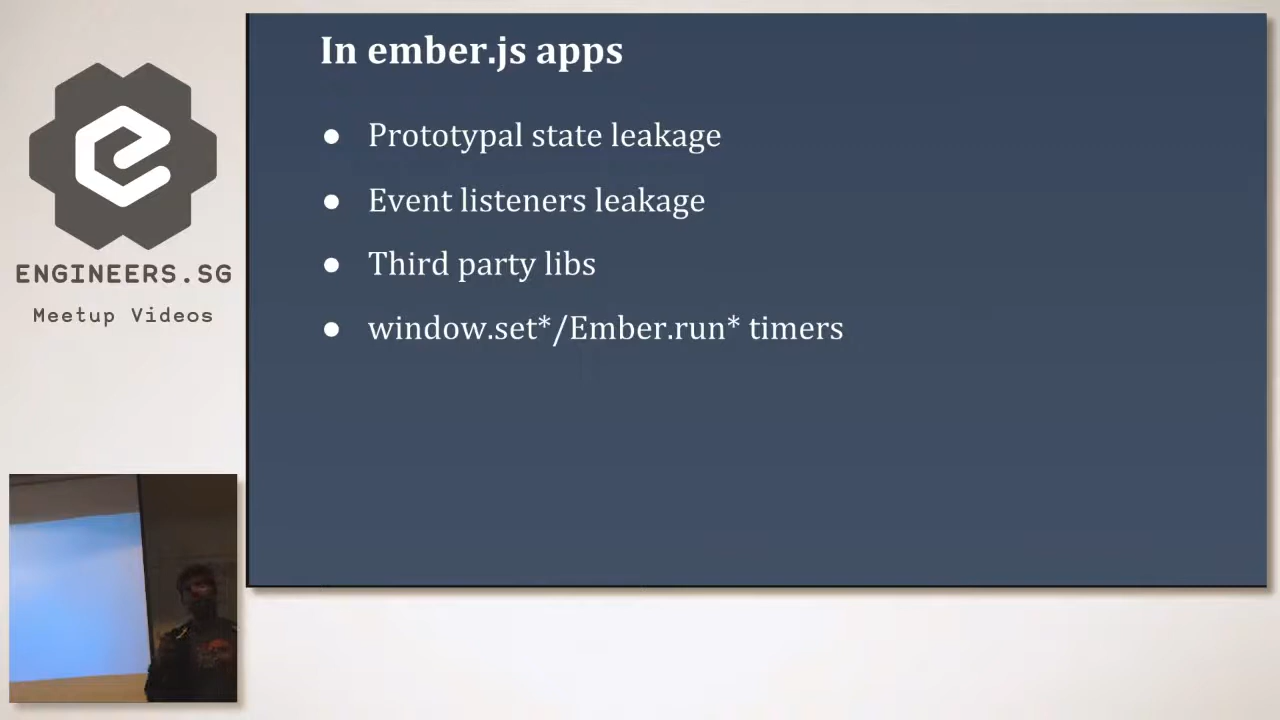 In ember.js apps
● Prototypal state leakage
● Event listeners leakage
● Third party libs
● window.set*/Ember.run* timers
ENGINEERS.SG
Meetup Videos